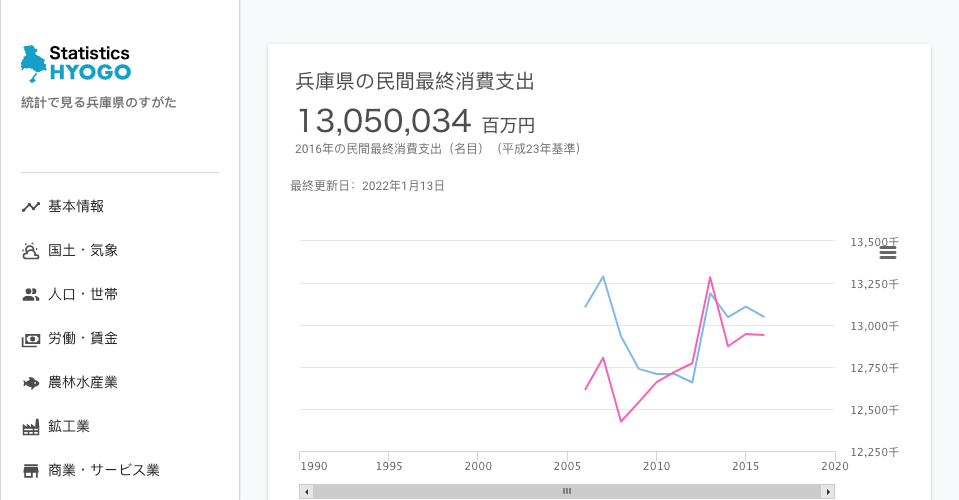 Statistics
HYOGO
統計で見る兵庫県のすがた
基本情報
国土・気象
人口・世帯
労働・賃金
農林水産業
鉱工業
商業・サービス業
兵庫県の民間最終消費支出
13,050,034 百万円
2016年の民間最終消費支出（名目）（平成23年基準）
最終更新日：2022年1月13日
13,500千
13,250千
13,000千
12,750千
12,500千
12,250千
1990 1995 2000 2005 2010 2015 2020